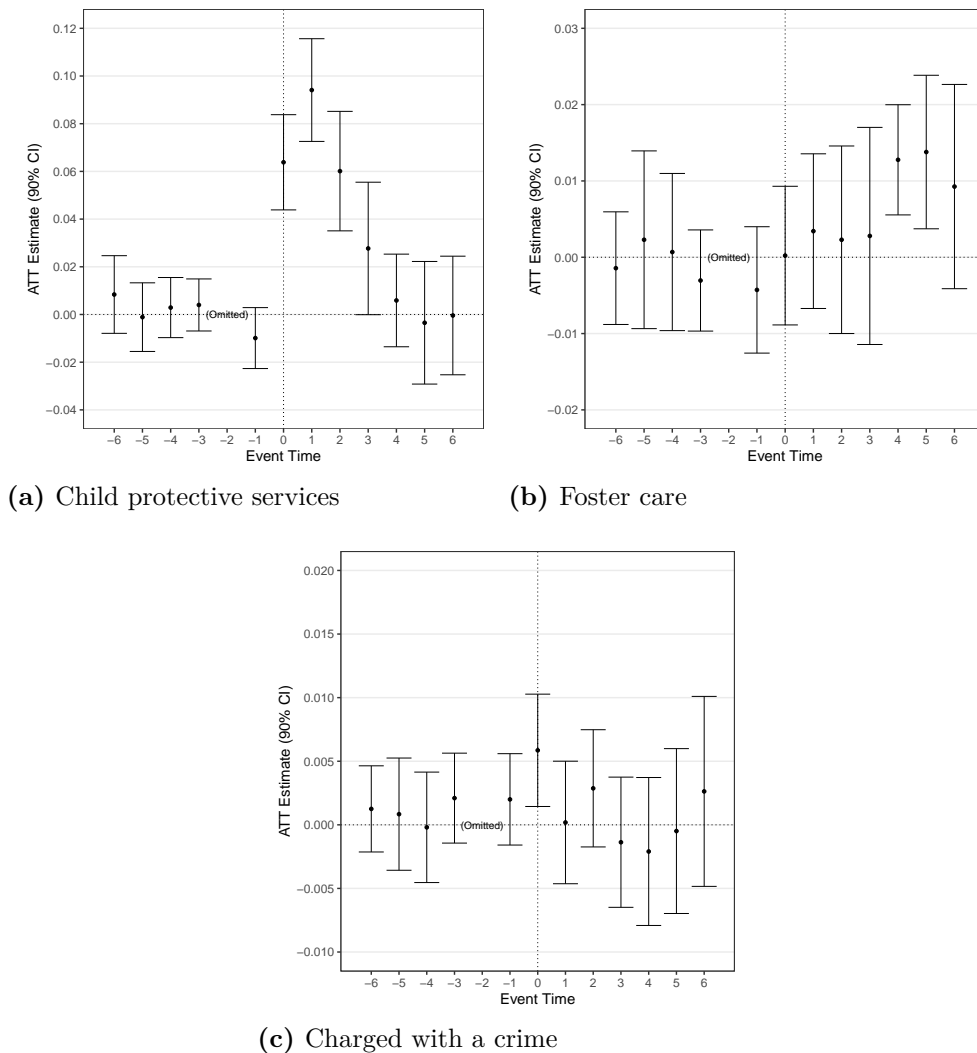 0.12
0.10
0.08
0.06
0.04
0.02
0.00
−0.02
−0.04
ATT Estimate (90% CI)
(Omitted)
−6 −5 −4 −3 −2 −1 0 1 2 3 4 5 6
Event Time
(a) Child protective services
0.03
0.02
0.01
0.00
−0.01
−0.02
ATT Estimate (90% CI)
(Omitted)
−6 −5 −4 −3 −2 −1 0 1 2 3 4 5 6
Event Time
(b) Foster care
0.020
0.015
0.010
0.005
0.000
−0.005
−0.010
ATT Estimate (90% CI)
(Omitted)
−6 −5 −4 −3 −2 −1 0 1 2 3 4 5 6
Event Time
(c) Charged with a crime